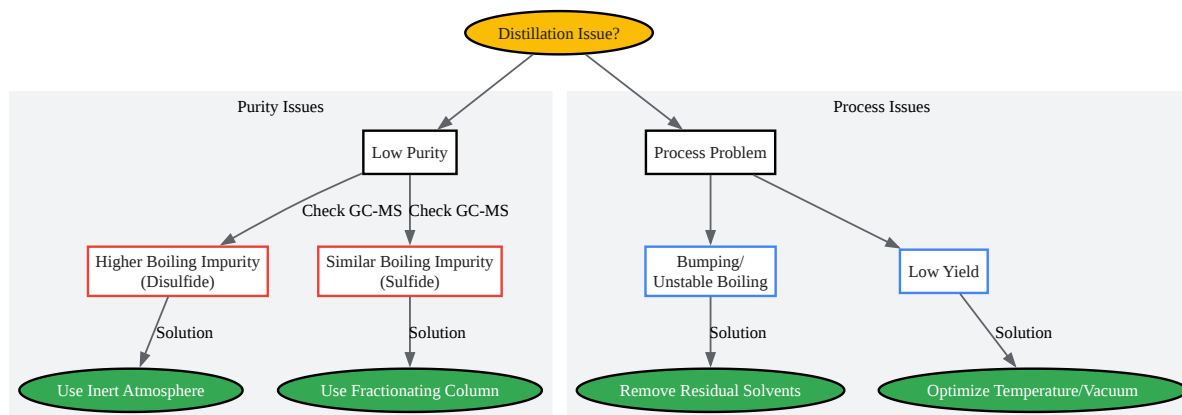 Distillation Issue?
Purity Issues
Process Issues
Low Purity
Process Problem
Check GC-MS
Check GC-MS
Higher Boiling Impurity
(Disulfide)
Similar Boiling Impurity
(Sulfide)
Bumping/
Unstable Boiling
Low Yield
Solution
Solution
Solution
Solution
Use Inert Atmosphere
Use Fractionating Column
Remove Residual Solvents
Optimize Temperature/Vacuum